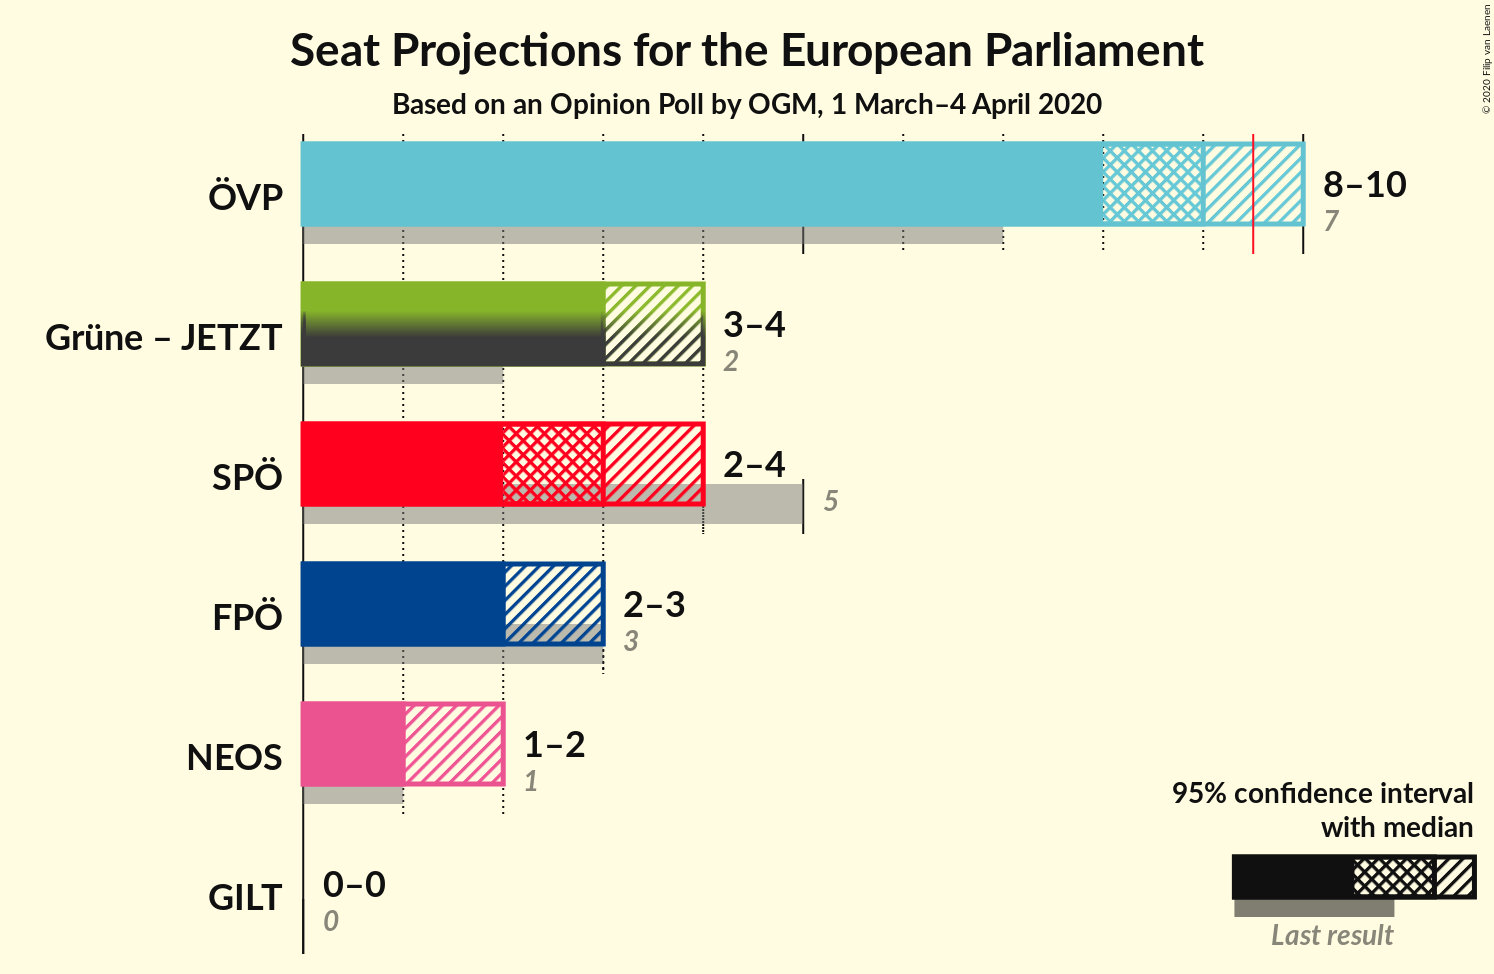 Seat Projections for the European Parliament
Based on an Opinion Poll by OGM, 1 March–4 April 2020
© 2020 Filip van Laenen
ÖVP
8–10
7
Grüne – JETZT
3–4
2
SPÖ
2–4
5
FPÖ
2–3
3
NEOS
1–2
1
GILT
0–0
0
95% confidence interval
with median
Last result